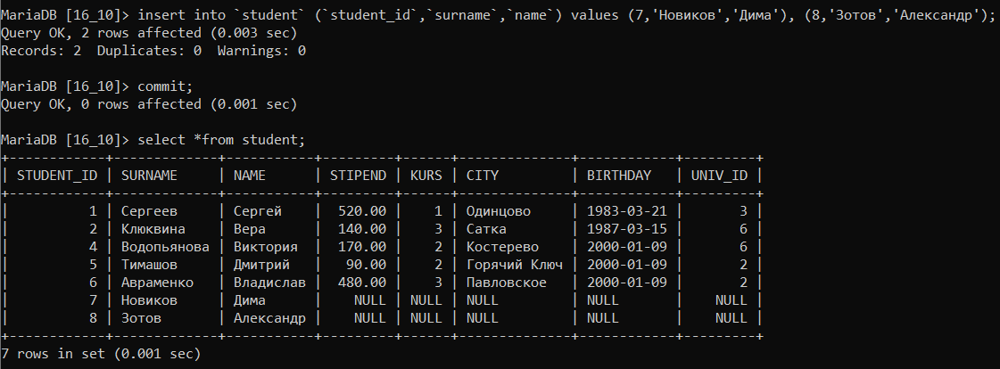 MariaDB [16_10]> insert into `student` (`student_id`,`surname`,`name`) values (7,'Новиков','Дима'), (8,'Зотов','Александр');
Query OK, 2 rows affected (0.003 sec)
Records: 2  Duplicates: 0  Warnings: 0

MariaDB [16_10]> commit;
Query OK, 0 rows affected (0.001 sec)

MariaDB [16_10]> select *from student;
+------------+------------+-----------+---------+------+--------------+------------+---------+
| STUDENT_ID | SURNAME    | NAME      | STIPEND | KURS | CITY         | BIRTHDAY   | UNIV_ID |
+------------+------------+-----------+---------+------+--------------+------------+---------+
|          1 | Сергеев    | Сергей    |  520.00 |    1 | Одинцово     | 1983-03-21 |       3 |
|          2 | Клюквина   | Вера      |  140.00 |    3 | Сатка        | 1987-03-15 |       6 |
|          4 | Водопьянова | Виктория  |  170.00 |    2 | Костерево    | 2000-01-09 |       6 |
|          5 | Тимашов    | Дмитрий   |   90.00 |    2 | Горячий Ключ | 2000-01-09 |       2 |
|          6 | Авраменко  | Владислав |  480.00 |    3 | Павловское   | 2000-01-09 |       2 |
|          7 | Новиков    | Дима      |    NULL | NULL | NULL         | NULL       |    NULL |
|          8 | Зотов      | Александр |    NULL | NULL | NULL         | NULL       |    NULL |
+------------+------------+-----------+---------+------+--------------+------------+---------+
7 rows in set (0.001 sec)